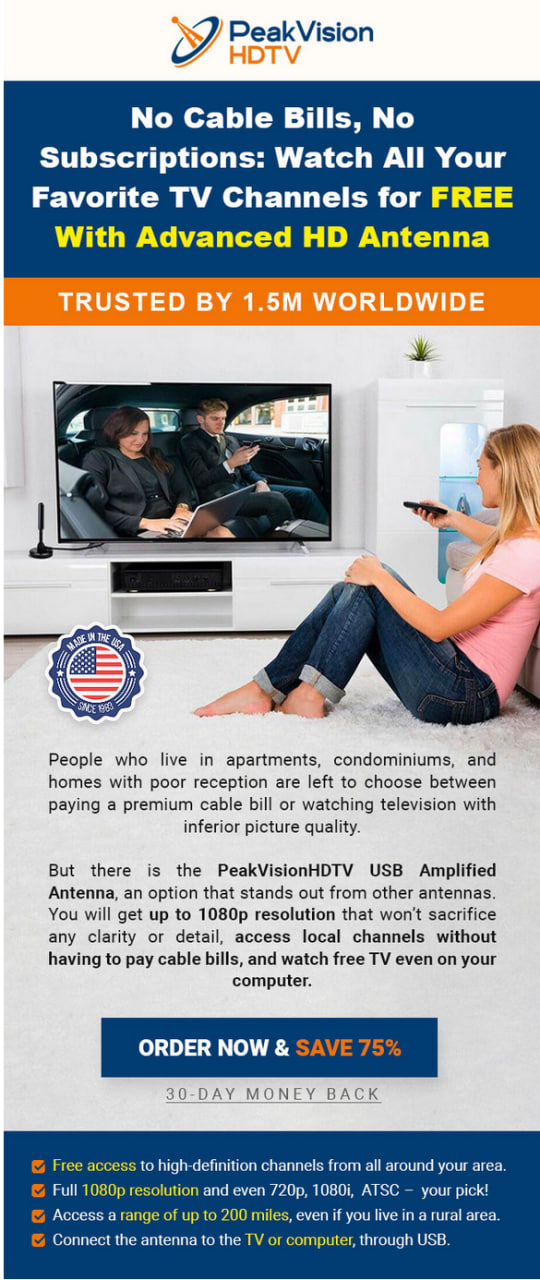 PeakVision
HDTV
No Cable Bills, No
Subscriptions: Watch All Your
Favorite TV Channels for FREE
With Advanced HD Antenna
TRUSTED BY 1.5M WORLDWIDE
MADE IN THE USA
SINCE 1989
People who live in apartments, condominiums, and
homes with poor reception are left to choose between
paying a premium cable bill or watching television with
inferior picture quality.
But there is the PeakVisionHDTV USB Amplified
Antenna, an option that stands out from other antennas.
You will get up to 1080p resolution that won’t sacrifice
any clarity or detail, access local channels without
having to pay cable bills, and watch free TV even on your
computer.
ORDER NOW & SAVE 75%
30-DAY MONEY BACK
Free access to high-definition channels from all around your area.
Full 1080p resolution and even 720p, 1080i, ATSC – your pick!
Access a range of up to 200 miles, even if you live in a rural area.
Connect the antenna to the TV or computer, through USB.